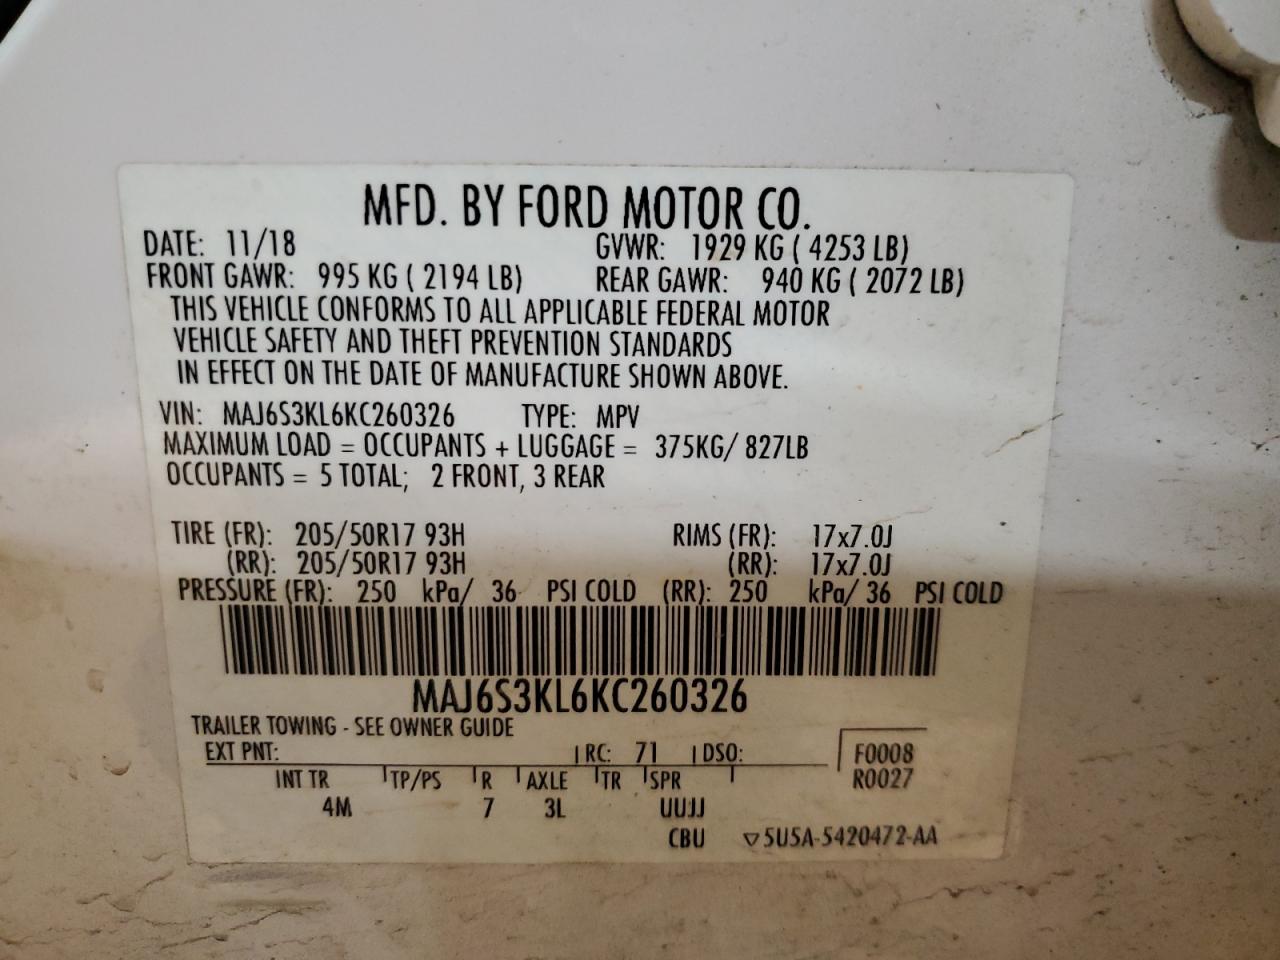 MFD. BY FORD MOTOR CO.
DATE: 11/18 GVWR: 1929 KG ( 4253 LB)
FRONT GAWR: 995 KG ( 2194 LB) REAR GAWR: 940 KG ( 2072 LB)
THIS VEHICLE CONFORMS TO ALL APPLICABLE FEDERAL MOTOR
VEHICLE SAFETY AND THEFT PREVENTION STANDARDS
IN EFFECT ON THE DATE OF MANUFACTURE SHOWN ABOVE.
VIN: MAJ6S3KL6KC260326 TYPE: MPV
MAXIMUM LOAD = OCCUPANTS + LUGGAGE = 375KG/ 827LB
OCCUPANTS = 5 TOTAL; 2 FRONT, 3 REAR
TIRE (FR): 205/50R17 93H RIMS (FR): 17x7.0J
(RR): 205/50R17 93H (RR): 17x7.0J
PRESSURE (FR): 250 kPa/ 36 PSI COLD (RR): 250 kPa/ 36 PSI COLD
MAJ6S3KL6KC260326
TRAILER TOWING - SEE OWNER GUIDE
EXT PNT: RC: 71 DSO: F0008
INT TR TP/PS R AXLE TR SPR R0027
4M 7 3L UUJJ
CBU ▽5U5A-5420472-AA